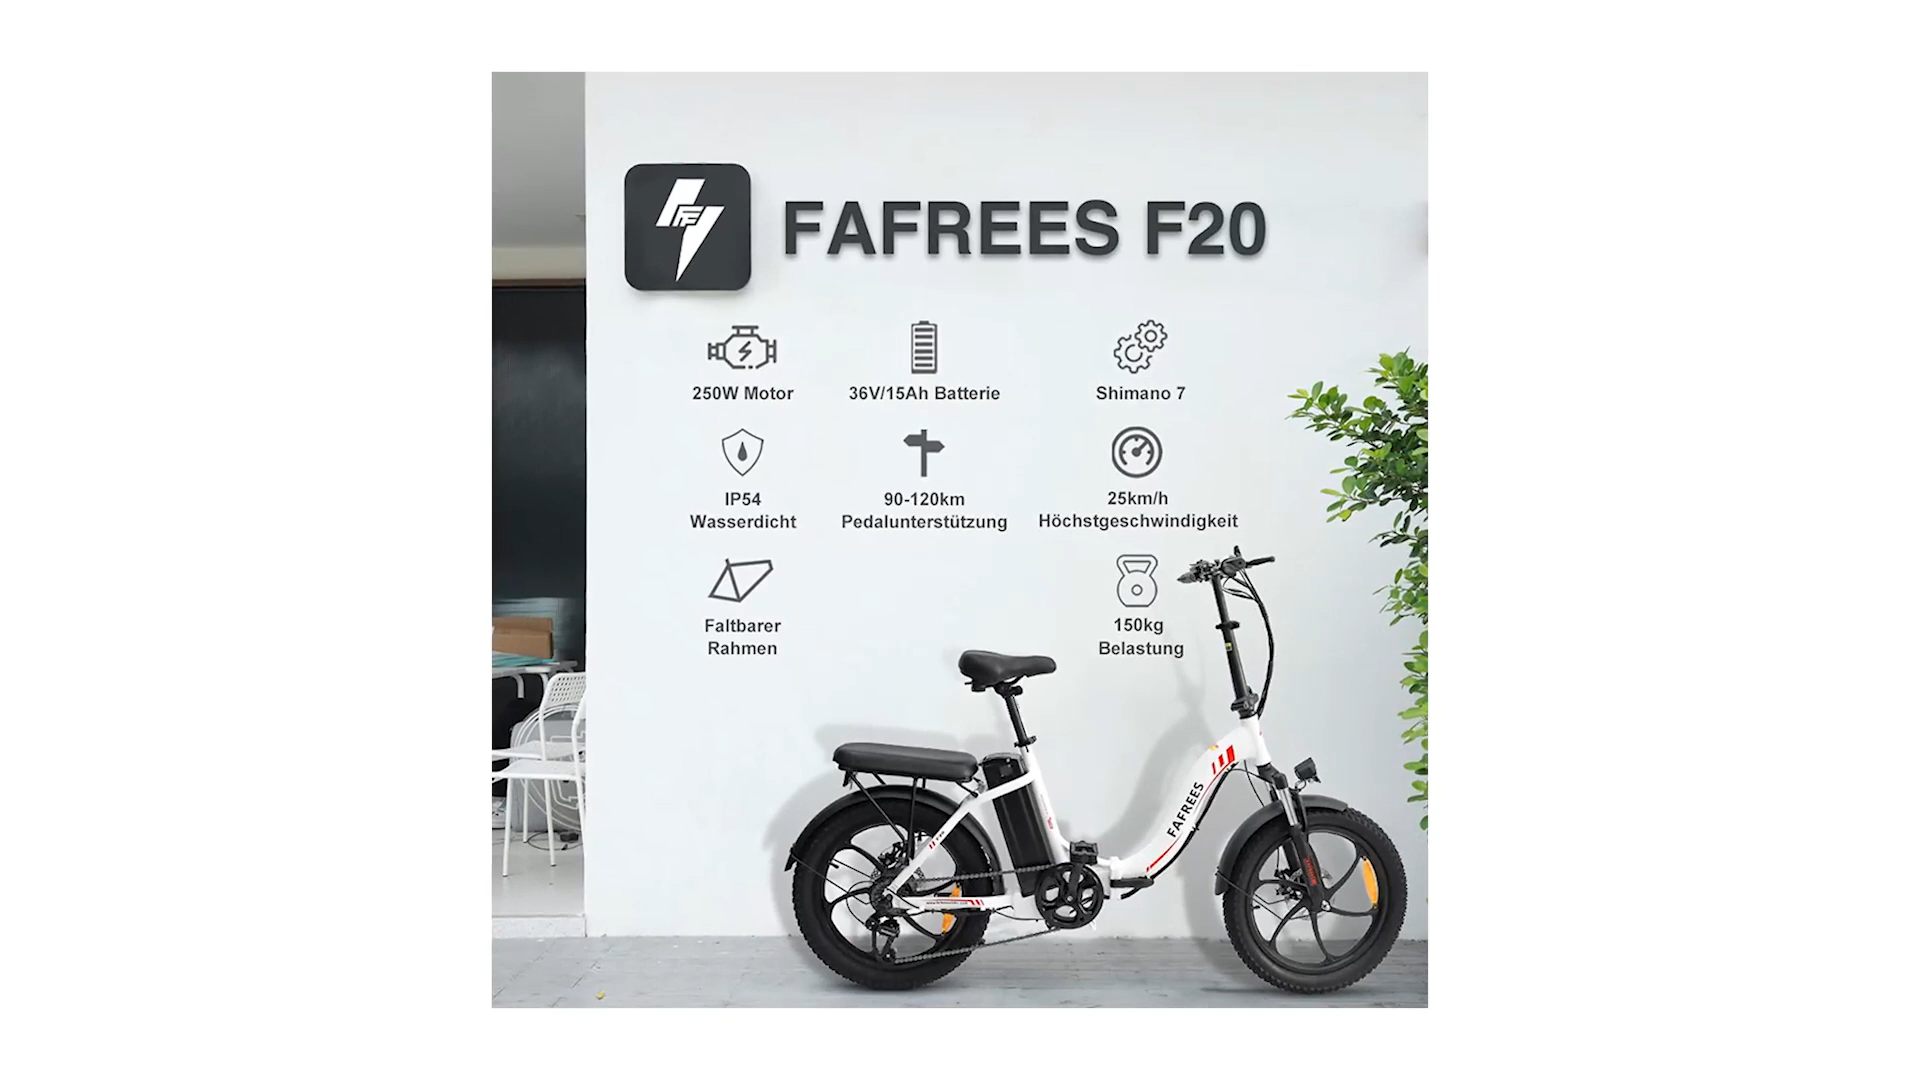 FAFREES F20
250W Motor
36V/15Ah Batterie
Shimano 7
IP54
Wasserdicht
90-120km
Pedalunterstützung
25km/h
Höchstgeschwindigkeit
Faltbarer
Rahmen
150kg
Belastung
FAFREES